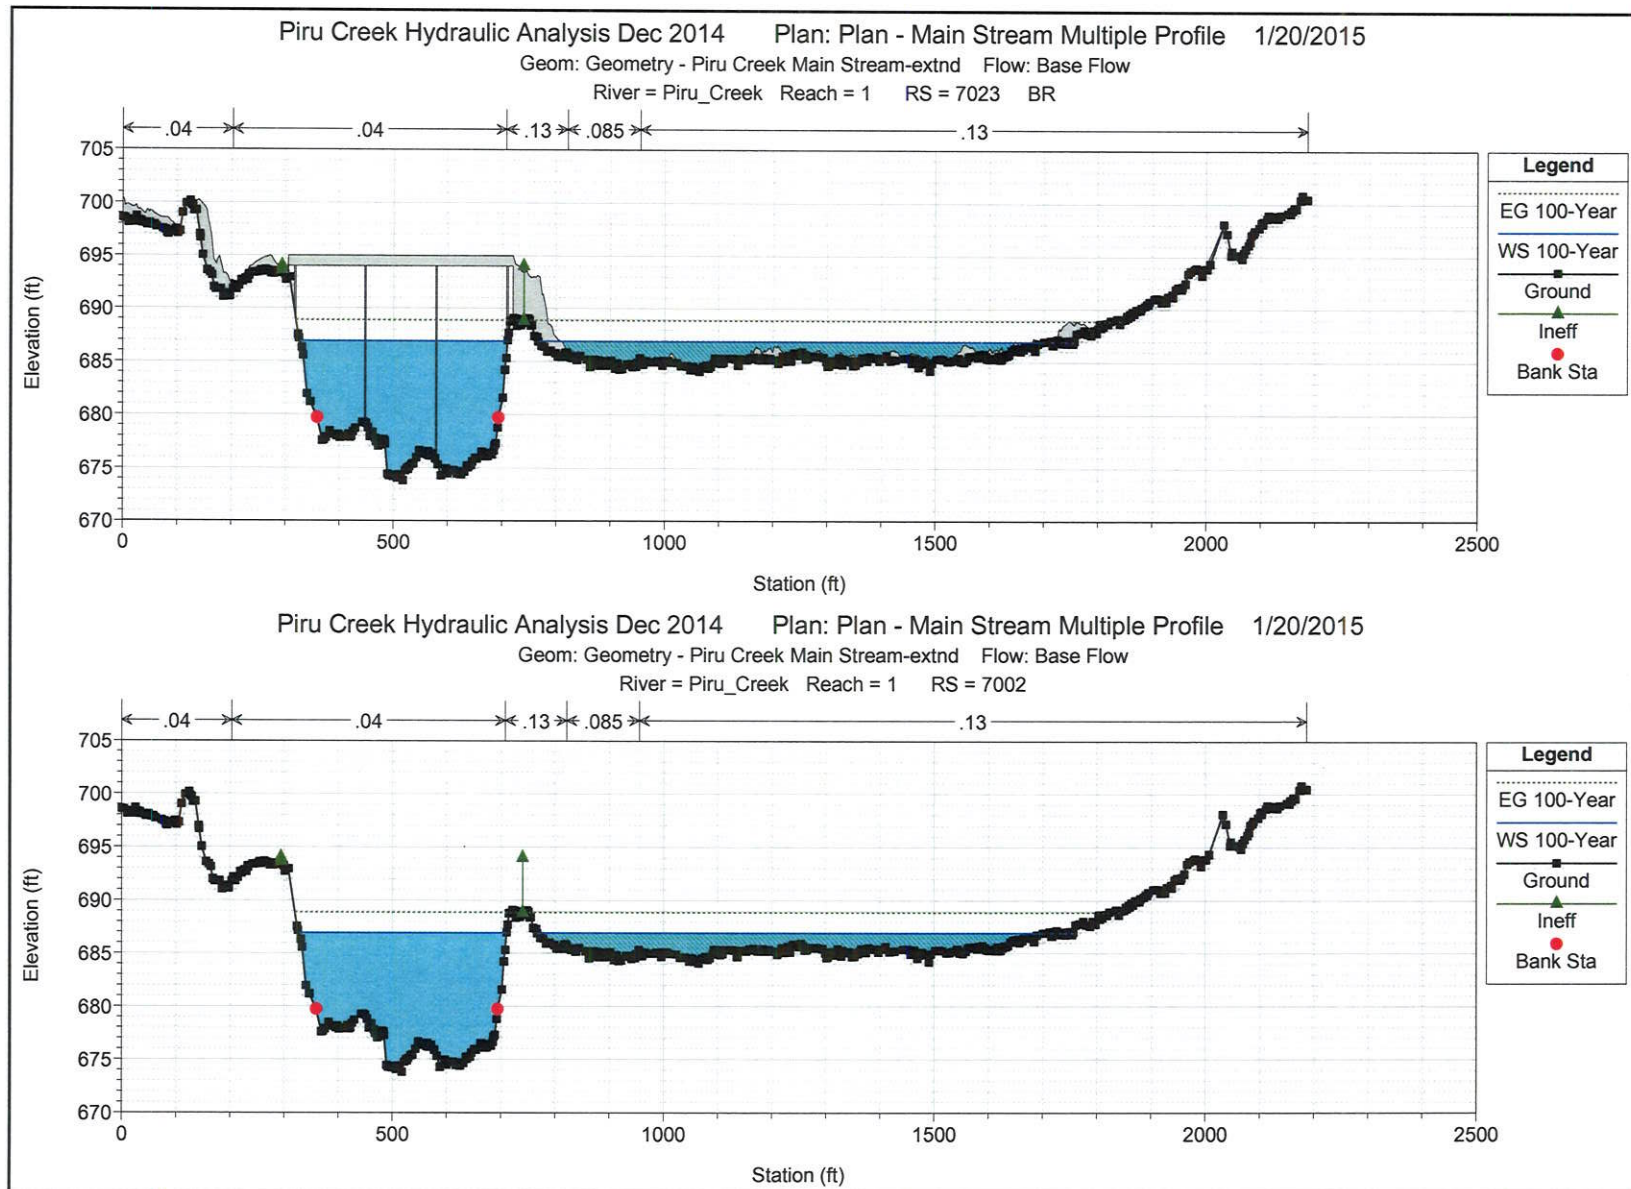 Piru Creek Hydraulic Analysis Dec 2014 Plan: Plan - Main Stream Multiple Profile 1/20/2015
Geom: Geometry - Piru Creek Main Stream-extnd Flow: Base Flow
River = Piru_Creek Reach = 1 RS = 7023 BR
.04 .04 .13 .085 .13
705
700
695
690
685
680
675
670
Elevation (ft)
0 500 1000 1500 2000 2500
Station (ft)
Legend
EG 100-Year
WS 100-Year
Ground
Ineff
Bank Sta
Piru Creek Hydraulic Analysis Dec 2014 Plan: Plan - Main Stream Multiple Profile 1/20/2015
Geom: Geometry - Piru Creek Main Stream-extnd Flow: Base Flow
River = Piru_Creek Reach = 1 RS = 7002
.04 .04 .13 .085 .13
705
700
695
690
685
680
675
670
Elevation (ft)
0 500 1000 1500 2000 2500
Station (ft)
Legend
EG 100-Year
WS 100-Year
Ground
Ineff
Bank Sta